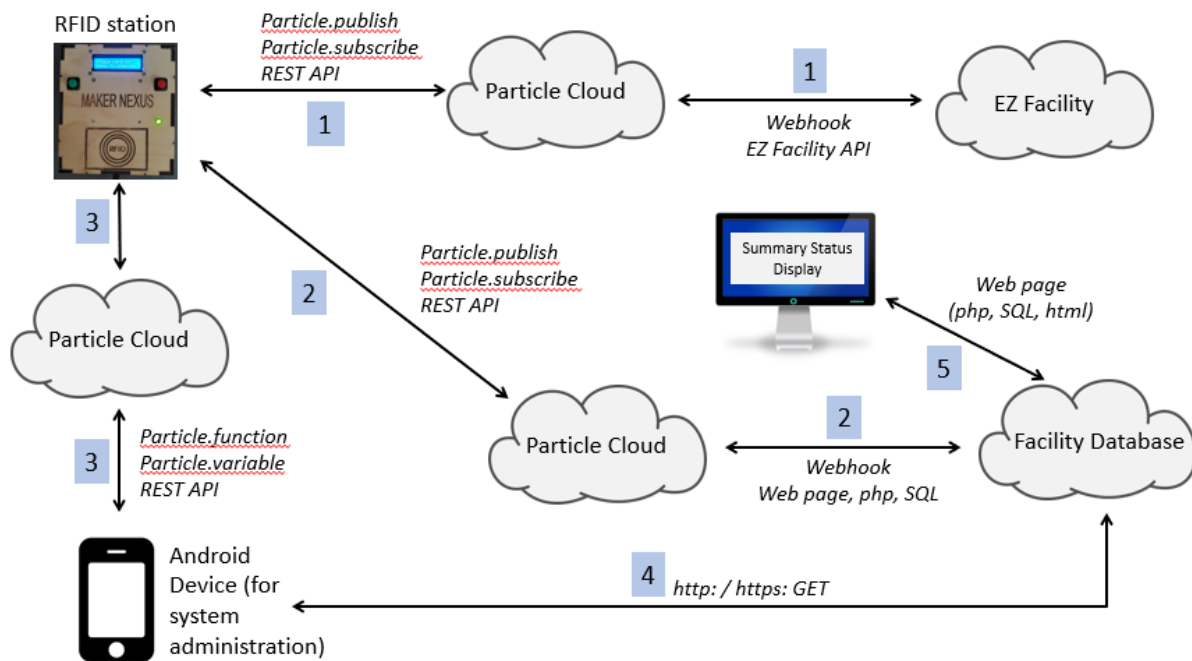 RFID station
MAKER NEXUS
RFID
Particle.publish
Particle.subscribe
REST API
1
Particle Cloud
1
Webhook
EZ Facility API
EZ Facility
3
2
Particle.publish
Particle.subscribe
REST API
Summary Status
Display
Web page
(php, SQL, html)
5
Particle Cloud
3
Particle.function
Particle.variable
REST API
Particle Cloud
2
Webhook
Web page, php, SQL
Facility Database
Android
Device (for
system
administration)
4
http: / https: GET